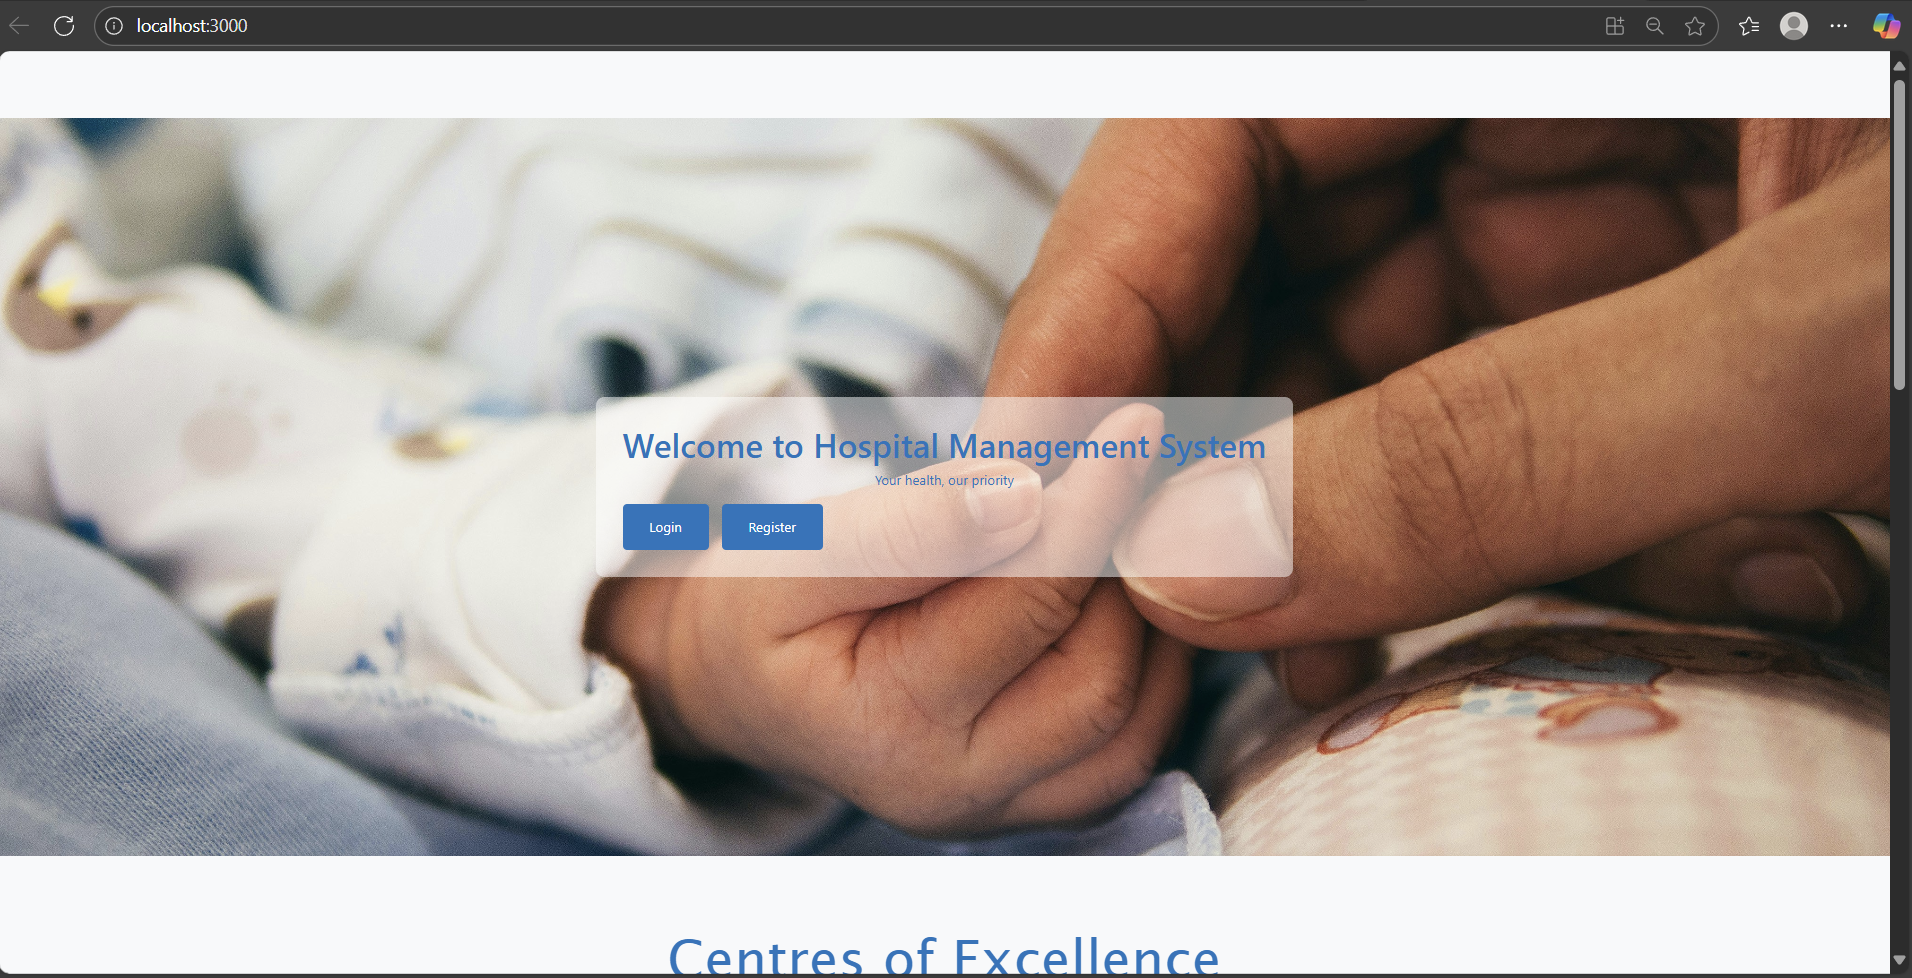 localhost:3000
Welcome to Hospital Management System
Your health, our priority
Login
Register
Centres of Excellence